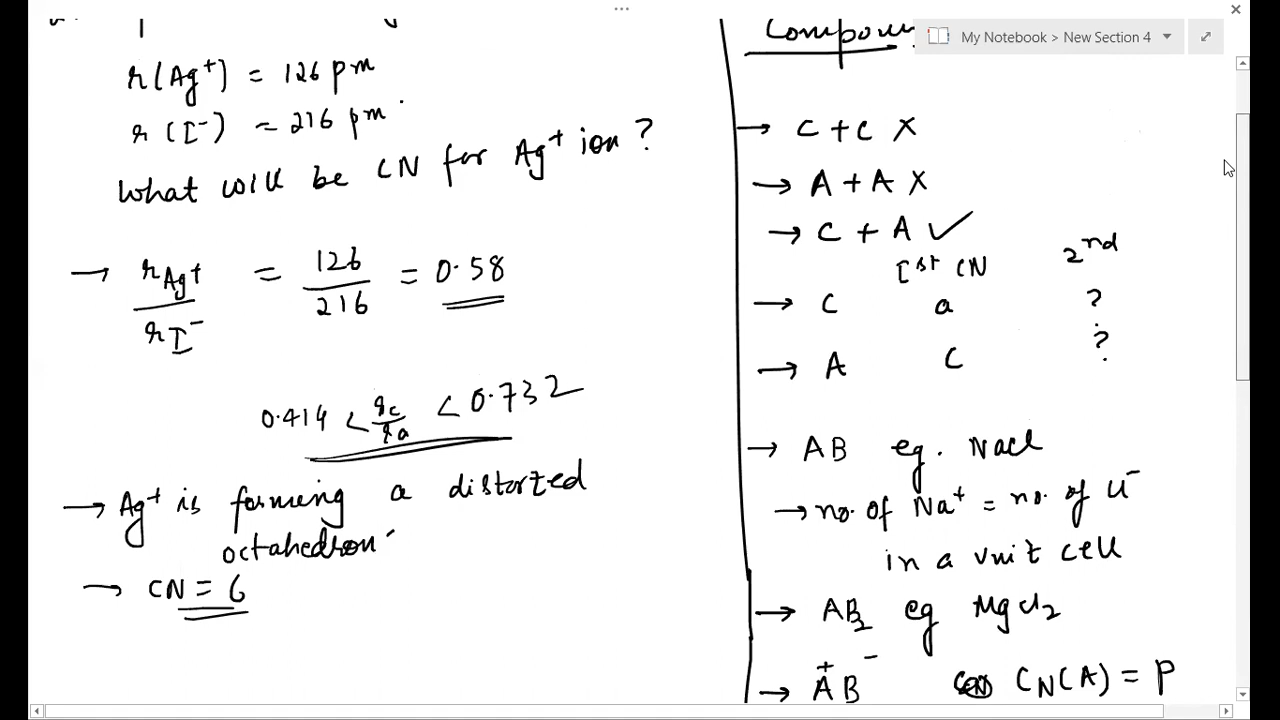 My Notebook > New Section 4
r(Ag⁺) = 126 pm
r(I⁻) = 216 pm
What will be CN for Ag⁺ ion?
→ rAg⁺ / rI⁻ = 126/216 = 0.58
0.414 < rc/ra < 0.732
→ Ag⁺ is forming a distorted
octahedron
→ CN = 6
→ C + C X
→ A + A X
→ C + A ✓
Ist CN 2nd
→ C a ?
→ A C ?
→ AB eg. NaCl
→ no. of Na⁺ = no. of Cl⁻
in a unit cell
→ AB₂ eg MgCl₂
→ A⁺B⁻ CN(A) = P